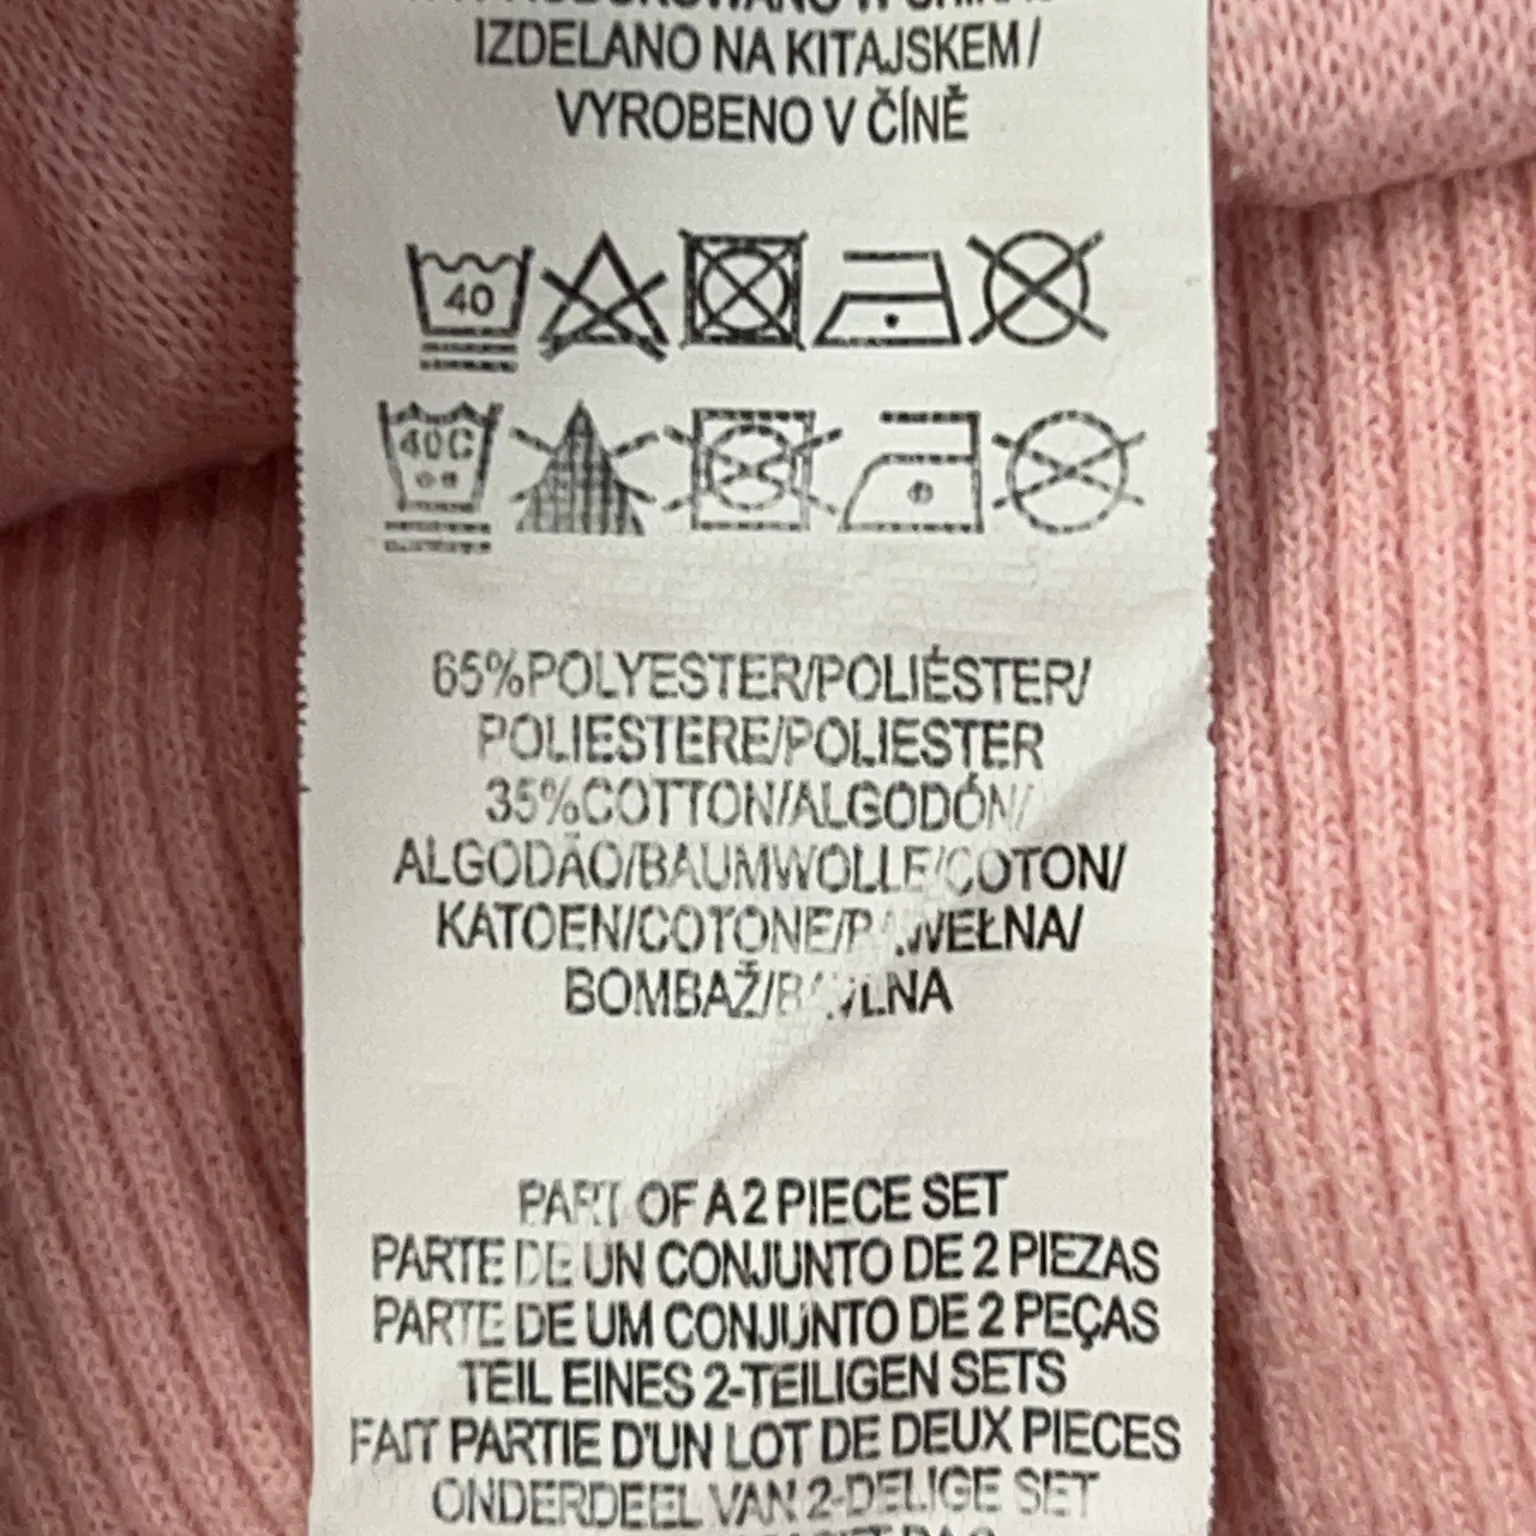 IZDELANO NA KITAJSKEM/
VYROBENO V ČÍNĚ
40
40C
65%POLYESTER/POLIÉSTER/
POLIESTERE/POLIESTER
35%COTTON/ALGODÓN/
ALGODÃO/BAUMWOLLE/COTON/
KATOEN/COTONE/BAWEŁNA/
BOMBAŽ/BAVLNA
PART OF A 2 PIECE SET
PARTE DE UN CONJUNTO DE 2 PIEZAS
PARTE DE UM CONJUNTO DE 2 PEÇAS
TEIL EINES 2-TEILIGEN SETS
FAIT PARTIE D'UN LOT DE DEUX PIECES
ONDERDEEL VAN 2-DELIGE SET